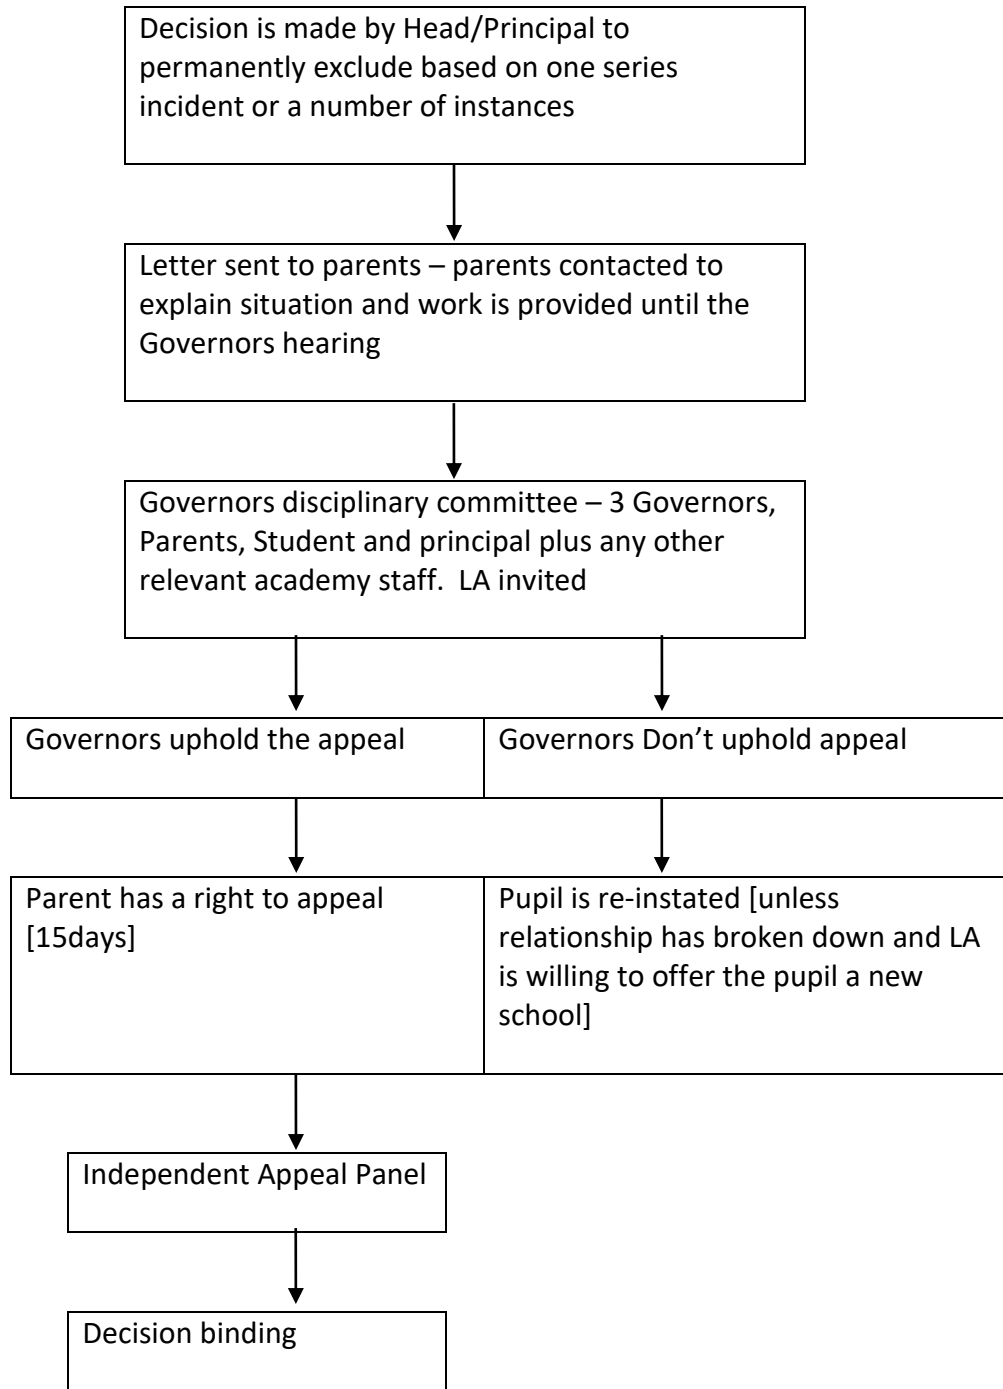 Decision is made by Head/Principal to
permanently exclude based on one series
incident or a number of instances
Letter sent to parents – parents contacted to
explain situation and work is provided until the
Governors hearing
Governors disciplinary committee – 3 Governors,
Parents, Student and principal plus any other
relevant academy staff.  LA invited
Governors uphold the appeal
Governors Don’t uphold appeal
Parent has a right to appeal
[15days]
Pupil is re-instated [unless
relationship has broken down and LA
is willing to offer the pupil a new
school]
Independent Appeal Panel
Decision binding